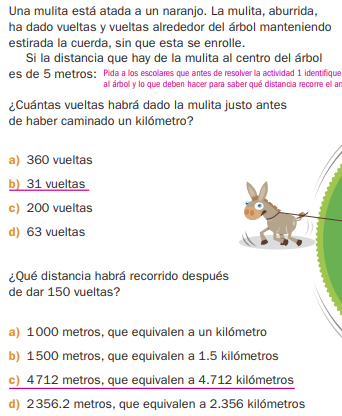 Una mulita está atada a un naranjo. La mulita, aburrida,
ha dado vueltas y vueltas alrededor del árbol manteniendo
estirada la cuerda, sin que esta se enrolle.
Si la distancia que hay de la mulita al centro del árbol
es de 5 metros: Pida a los escolares que antes de resolver la actividad 1 identifique
al árbol y lo que deben hacer para saber qué distancia recorre el an
¿Cuántas vueltas habrá dado la mulita justo antes
de haber caminado un kilómetro?
a) 360 vueltas
b) 31 vueltas
c) 200 vueltas
d) 63 vueltas
¿Qué distancia habrá recorrido después
de dar 150 vueltas?
a) 1 000 metros, que equivalen a un kilómetro
b) 1 500 metros, que equivalen a 1.5 kilómetros
c) 4 712 metros, que equivalen a 4.712 kilómetros
d) 2 356.2 metros, que equivalen a 2.356 kilómetros